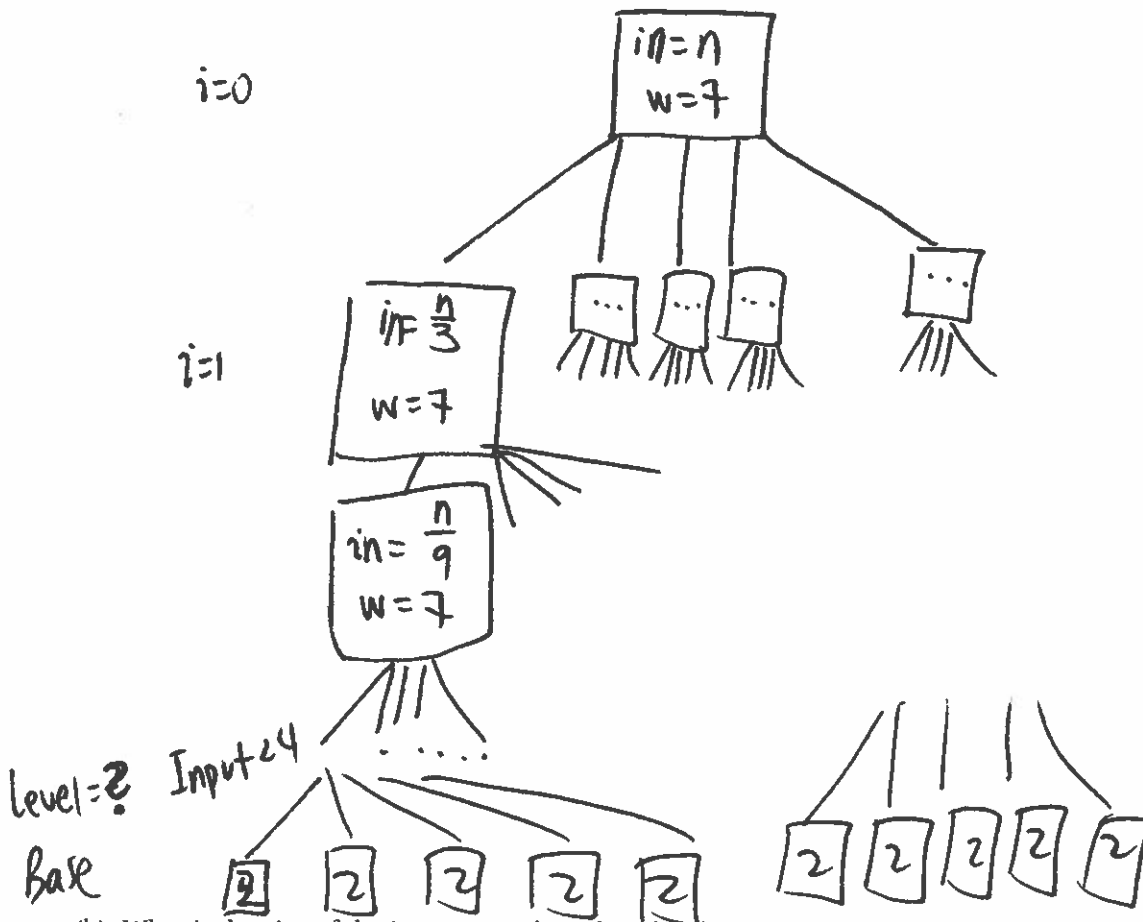 i=0
in=n
w=7
... ... ... ...
i=1
in=n/3
w=7
in=n/9
w=7
.....
level=? Input<4
Base
2 2 2 2 2 2 2 2 2 2